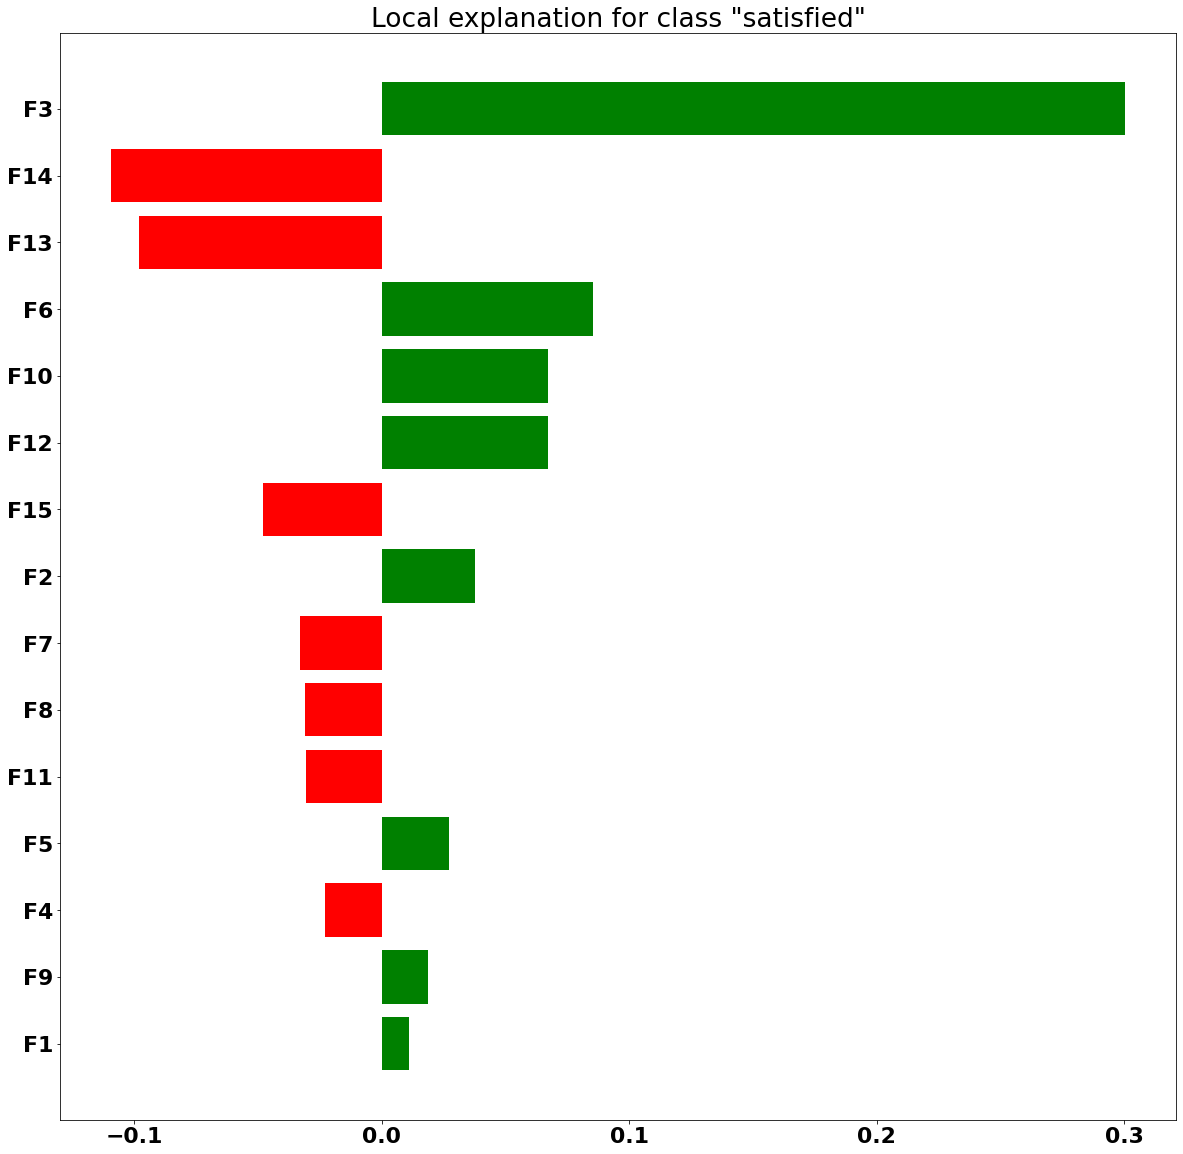 Local explanation for class "satisfied"
F3
F14
F13
F6
F10
F12
F15
F2
F7
F8
F11
F5
F4
F9
F1
−0.1 0.0 0.1 0.2 0.3